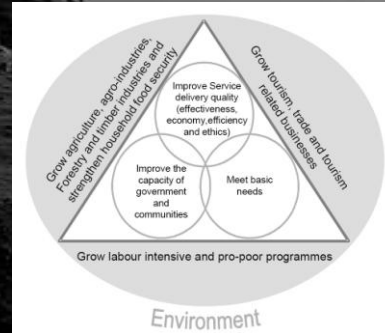 Grow agriculture, agro-industries,
Forestry and timber industries and
strengthen household food security
Grow tourism, trade and tourism
related businesses
Improve Service
delivery quality
(effectiveness,
economy,efficiency
and ethics)
Improve the
capacity of
government
and
communities
Meet basic
needs
Grow labour intensive and pro-poor programmes
Environment